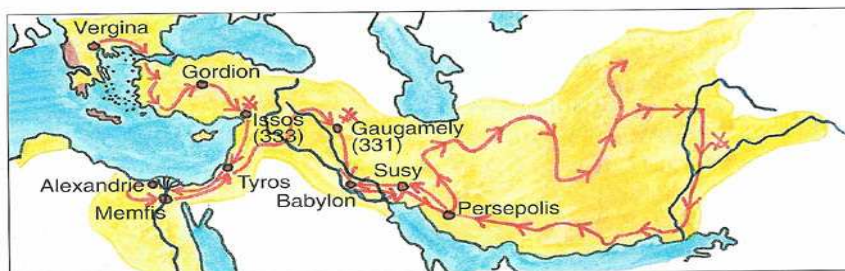 Vergina
Gordion
Issos
(333)
Gaugamely
(331)
Susy
Alexandrie
Tyros
Babylon
Memfis
Persepolis